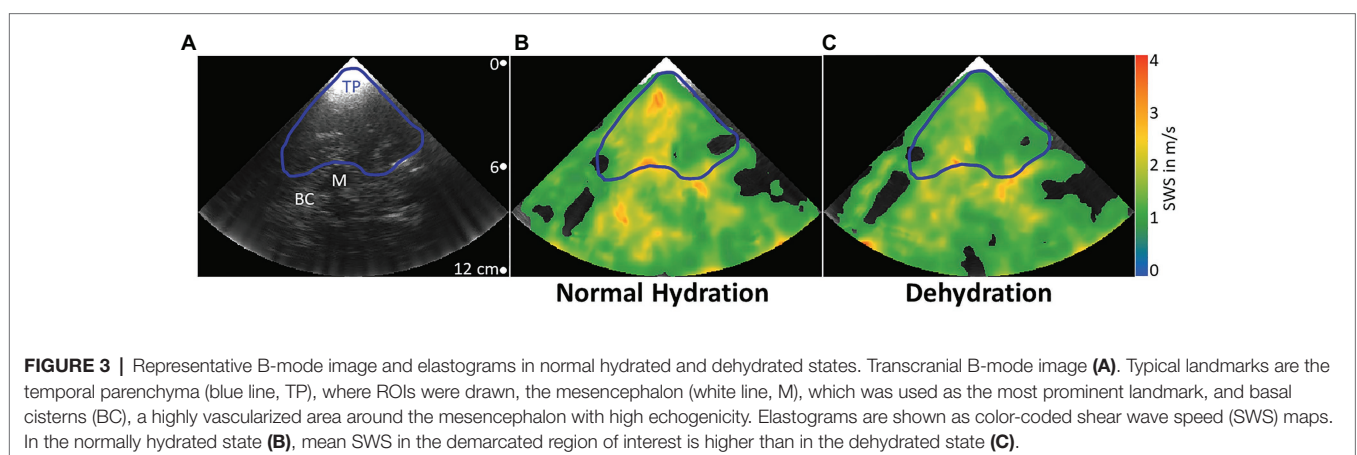 A B C
TP
M
BC
0
6
12 cm
4
3
2
1
0
SWS in m/s
Normal Hydration Dehydration
FIGURE 3 | Representative B-mode image and elastograms in normal hydrated and dehydrated states. Transcranial B-mode image (A). Typical landmarks are the
temporal parenchyma (blue line, TP), where ROIs were drawn, the mesencephalon (white line, M), which was used as the most prominent landmark, and basal
cisterns (BC), a highly vascularized area around the mesencephalon with high echogenicity. Elastograms are shown as color-coded shear wave speed (SWS) maps.
In the normally hydrated state (B), mean SWS in the demarcated region of interest is higher than in the dehydrated state (C).